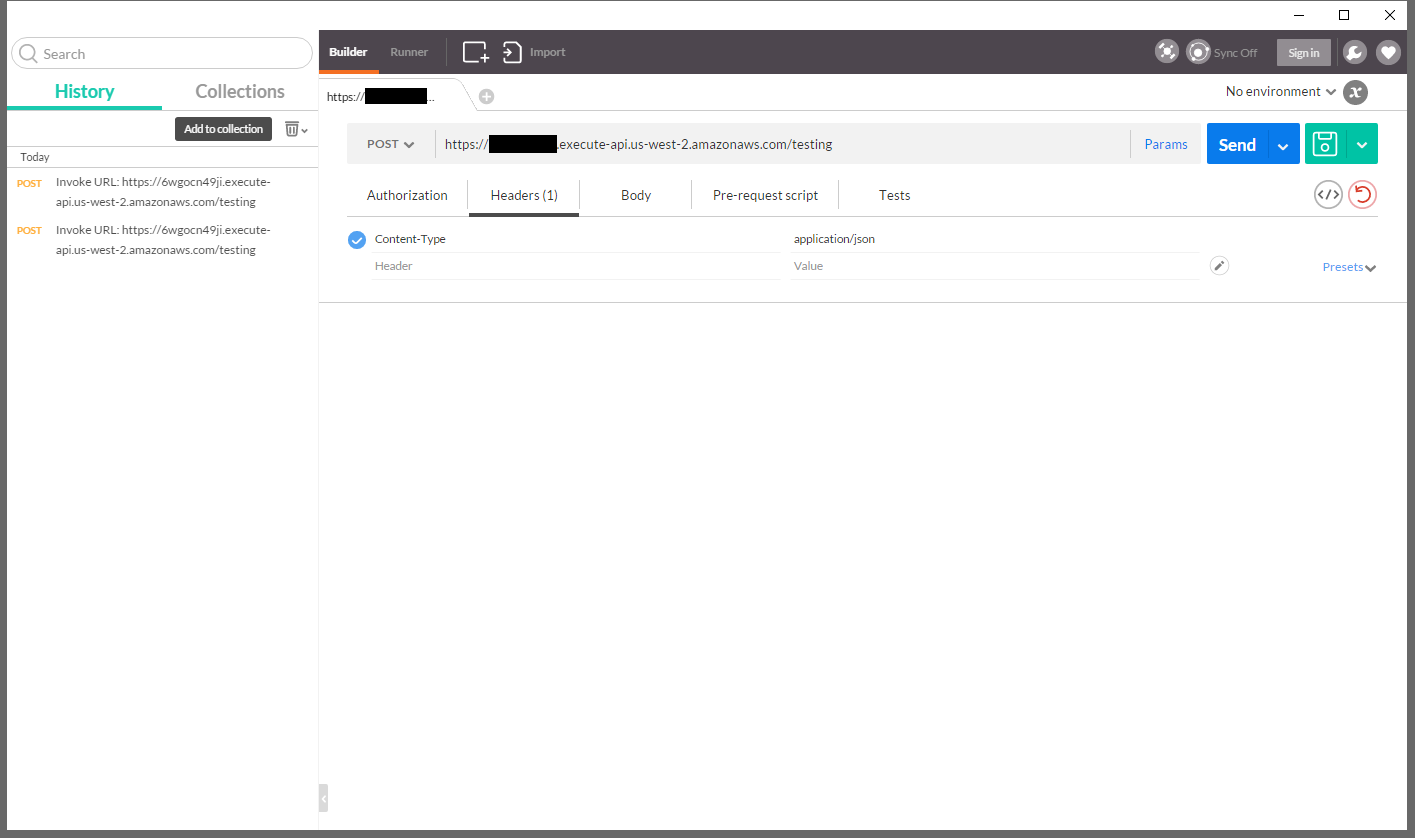 Search
History
Collections
Add to collection
Today
POST Invoke URL: https://6wgocn49ji.execute-
api.us-west-2.amazonaws.com/testing
POST Invoke URL: https://6wgocn49ji.execute-
api.us-west-2.amazonaws.com/testing
Builder
Runner
Import
Sync Off
Sign in
https:// ...
No environment
POST
https:// .execute-api.us-west-2.amazonaws.com/testing
Params
Send
Authorization
Headers (1)
Body
Pre-request script
Tests
Content-Type
application/json
Header
Value
Presets